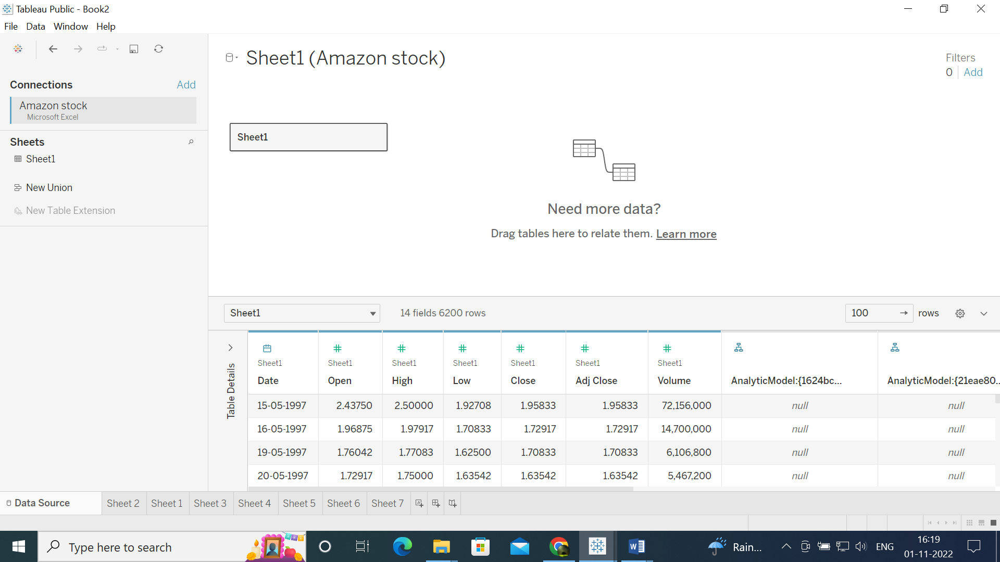 Tableau Public - Book2
File Data Window Help
Connections Add
Amazon stock
Microsoft Excel
Sheets
Sheet1
New Union
New Table Extension
Sheet1 (Amazon stock)
Filters
0 Add
Sheet1
Need more data?
Drag tables here to relate them. Learn more
Sheet1 14 fields 6200 rows 100 rows
Table Details
Sheet1 Sheet1 Sheet1 Sheet1 Sheet1 Sheet1 Sheet1
Date Open High Low Close Adj Close Volume AnalyticModel:{1624bc... AnalyticModel:{21eae80...
15-05-1997 2.43750 2.50000 1.92708 1.95833 1.95833 72,156,000 null null
16-05-1997 1.96875 1.97917 1.70833 1.72917 1.72917 14,700,000 null null
19-05-1997 1.76042 1.77083 1.62500 1.70833 1.70833 6,106,800 null null
20-05-1997 1.72917 1.75000 1.63542 1.63542 1.63542 5,467,200 null null
Data Source Sheet 2 Sheet 1 Sheet 3 Sheet 4 Sheet 5 Sheet 6 Sheet 7
Type here to search
Rain... ENG
16:19
01-11-2022